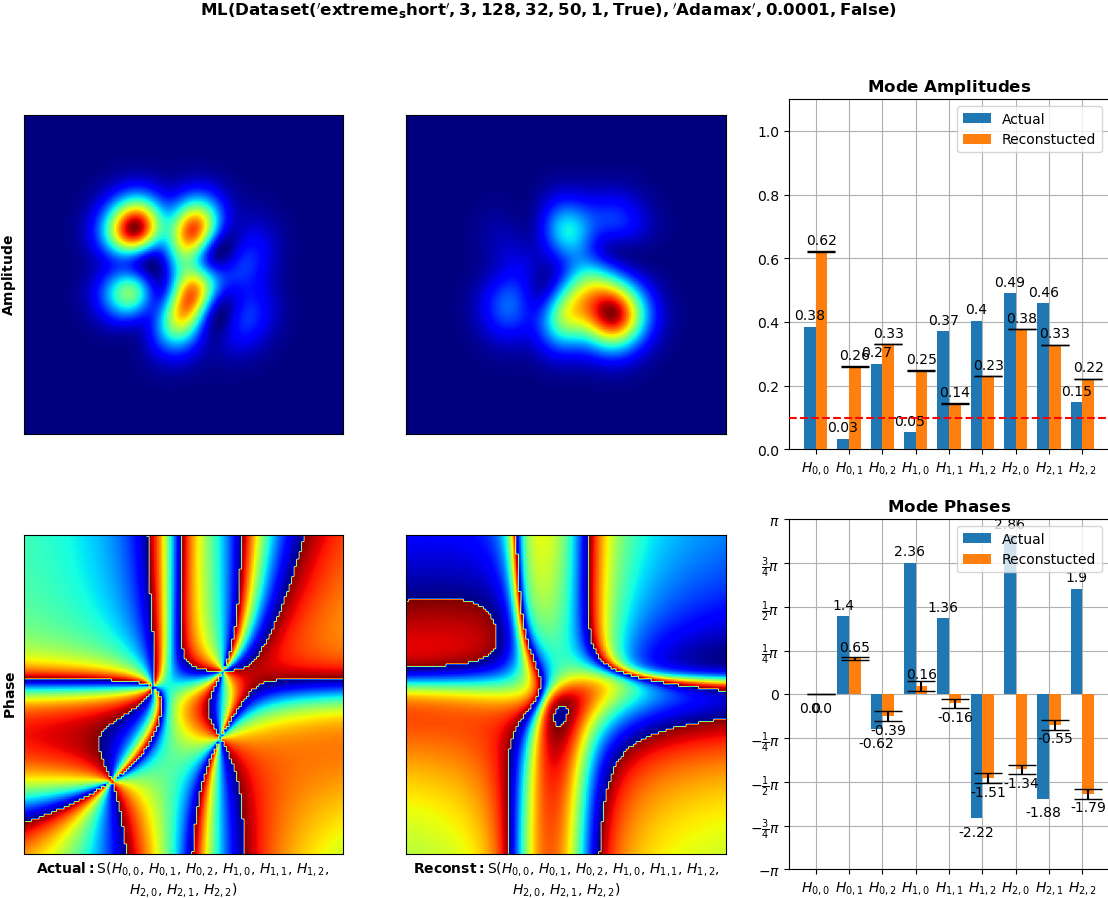 ML(Dataset('extreme_short', 3, 128, 32, 50, 1, True), 'Adamax', 0.0001, False)
Amplitude
Mode Amplitudes
Actual
Reconstucted
1.0
0.8
0.6
0.4
0.2
0.0
0.38
0.62
0.03
0.26
0.27
0.33
0.05
0.25
0.37
0.14
0.4
0.23
0.49
0.38
0.46
0.33
0.15
0.22
H0,0 H0,1 H0,2 H1,0 H1,1 H1,2 H2,0 H2,1 H2,2
Phase
Actual: S(H0,0, H0,1, H0,2, H1,0, H1,1, H1,2,
H2,0, H2,1, H2,2)
Reconst: S(H0,0, H0,1, H0,2, H1,0, H1,1, H1,2,
H2,0, H2,1, H2,2)
Mode Phases
Actual
Reconstucted
π
3/4π
1/2π
1/4π
0
−1/4π
−1/2π
−3/4π
−π
0.0
0.0
1.4
0.65
-0.62
-0.39
2.36
0.16
1.36
-0.16
-2.22
-1.51
2.86
-1.34
-1.88
-0.55
1.9
-1.79
H0,0 H0,1 H0,2 H1,0 H1,1 H1,2 H2,0 H2,1 H2,2